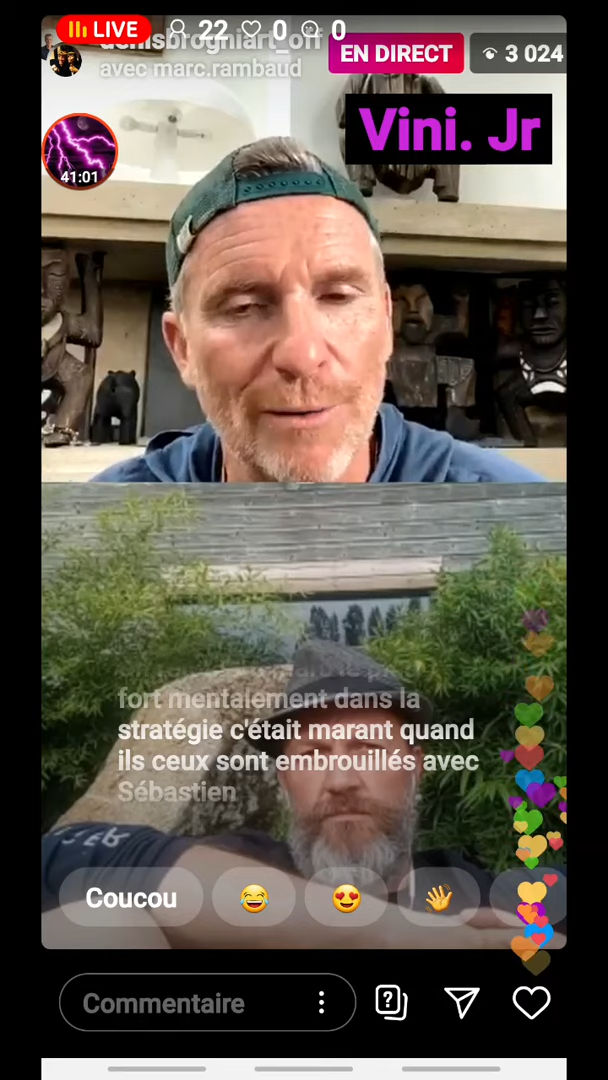 LIVE 22 0 0
denisbrogniart_off
avec marc.rambaud
EN DIRECT 3 024
Vini. Jr
41:01
fort mentalement dans la
stratégie c'était marant quand
ils ceux sont embrouillés avec
Sébastien
Coucou
Commentaire